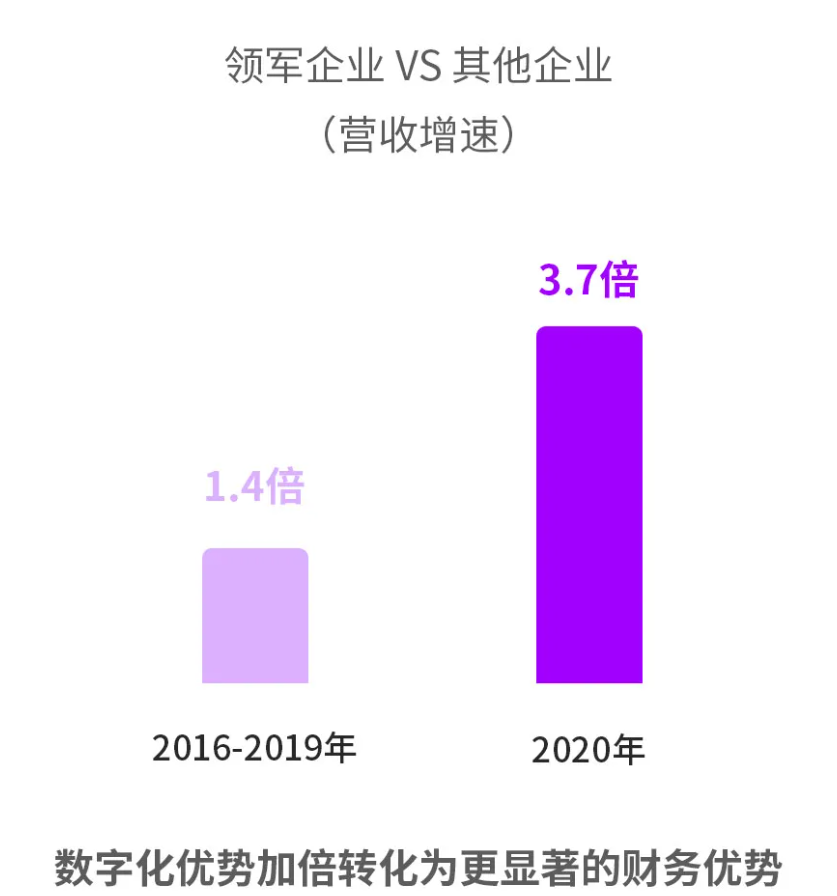 领军企业 VS 其他企业
（营收增速）
3.7倍
1.4倍
2016-2019年
2020年
数字化优势加倍转化为更显著的财务优势